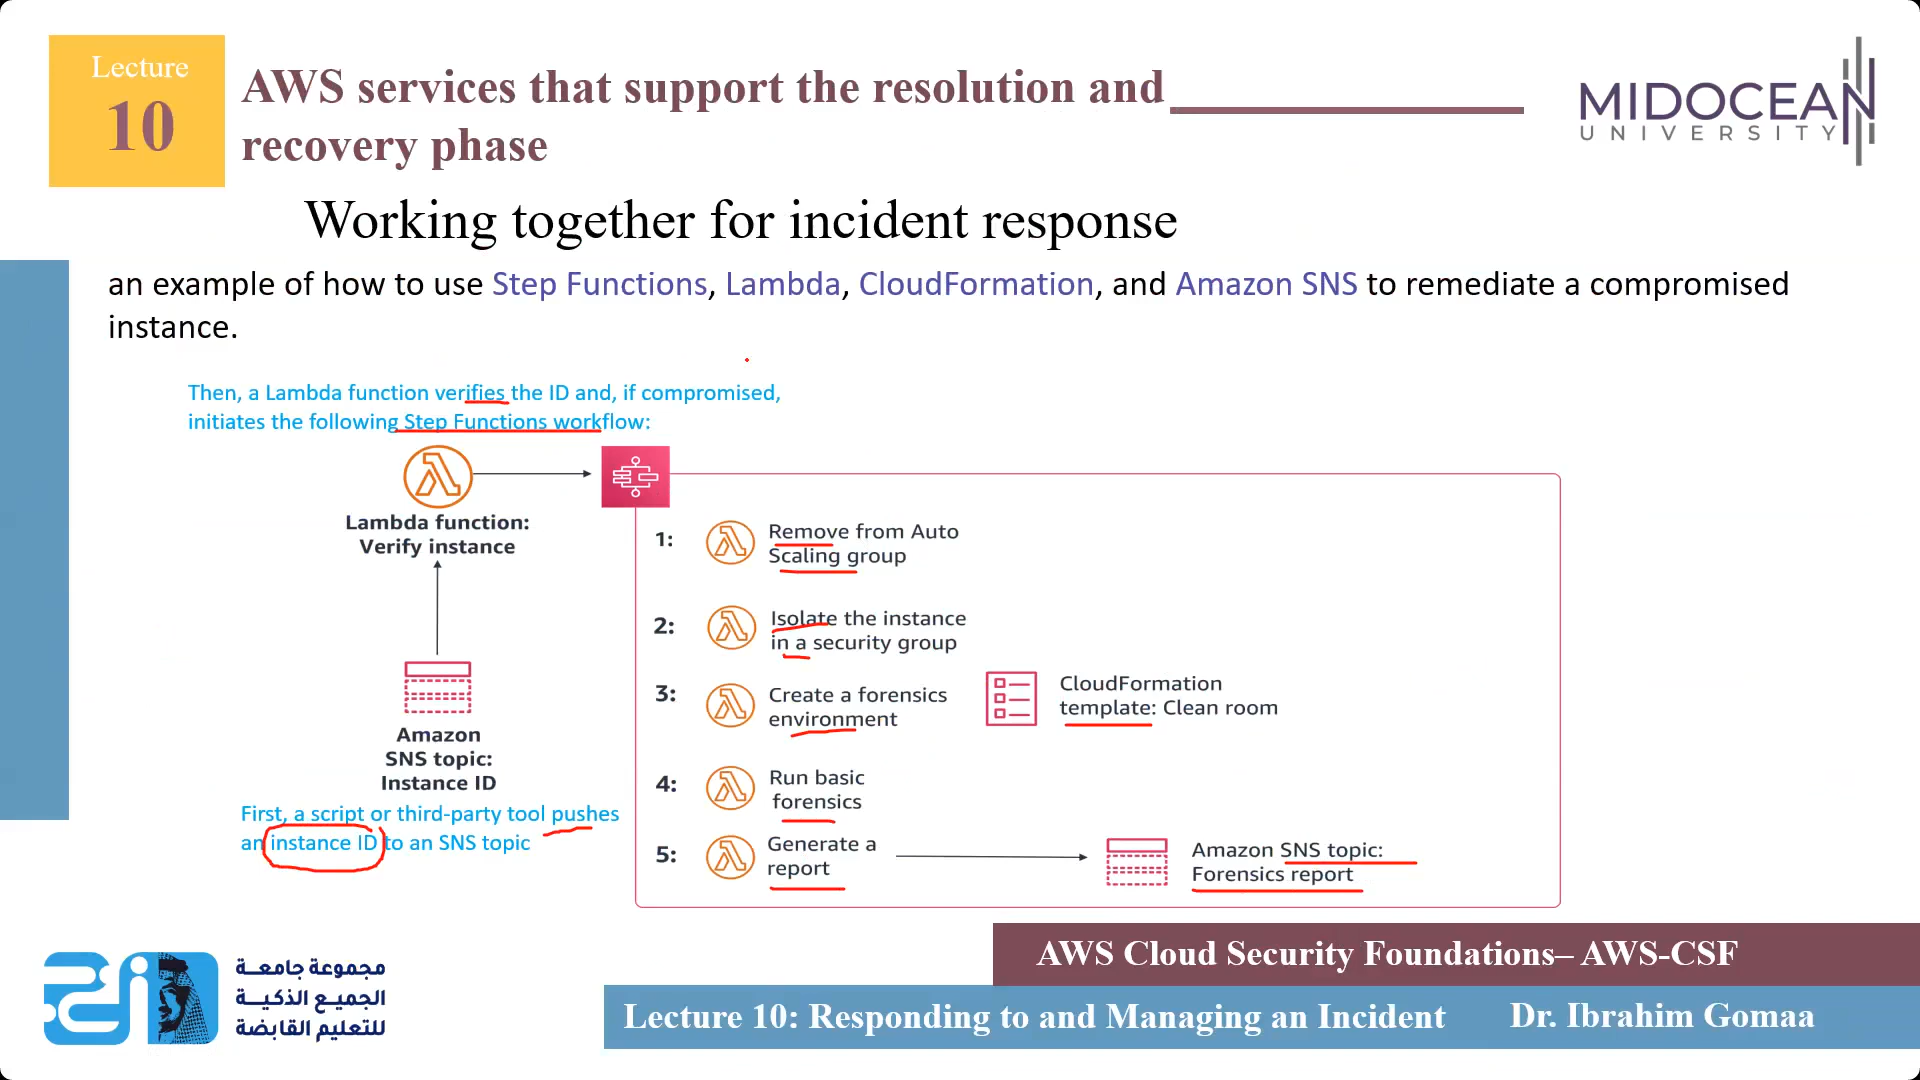 Lecture
10
AWS services that support the resolution and
recovery phase
MIDOCEAN
UNIVERSITY
Working together for incident response
an example of how to use Step Functions, Lambda, CloudFormation, and Amazon SNS to remediate a compromised
instance.
Then, a Lambda function verifies the ID and, if compromised,
initiates the following Step Functions workflow:
Lambda function:
Verify instance
Amazon
SNS topic:
Instance ID
First, a script or third-party tool pushes
an instance ID to an SNS topic
1:
Remove from Auto
Scaling group
2:
Isolate the instance
in a security group
3:
Create a forensics
environment
CloudFormation
template: Clean room
4:
Run basic
forensics
5:
Generate a
report
Amazon SNS topic:
Forensics report
مجموعة جامعة
الجميع الذكية
للتعليم القابضة
AWS Cloud Security Foundations– AWS-CSF
Lecture 10: Responding to and Managing an Incident Dr. Ibrahim Gomaa